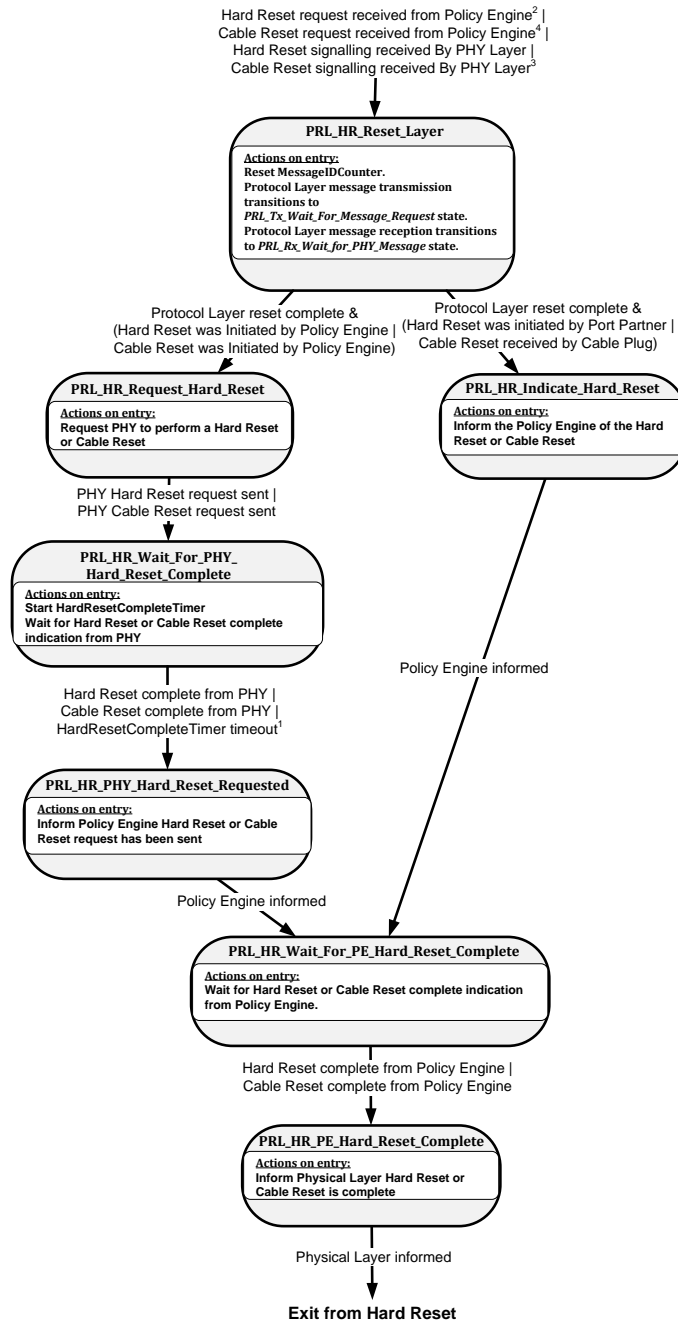 Hard Reset request received from Policy Engine² |
Cable Reset request received from Policy Engine⁴ |
Hard Reset signalling received By PHY Layer |
Cable Reset signalling received By PHY Layer³
PRL_HR_Reset_Layer
Actions on entry:
Reset MessageIDCounter.
Protocol Layer message transmission
transitions to
PRL_Tx_Wait_For_Message_Request state.
Protocol Layer message reception transitions
to PRL_Rx_Wait_for_PHY_Message state.
Protocol Layer reset complete &
(Hard Reset was Initiated by Policy Engine |
Cable Reset was Initiated by Policy Engine)
Protocol Layer reset complete &
(Hard Reset was initiated by Port Partner |
Cable Reset received by Cable Plug)
PRL_HR_Request_Hard_Reset
Actions on entry:
Request PHY to perform a Hard Reset
or Cable Reset
PRL_HR_Indicate_Hard_Reset
Actions on entry:
Inform the Policy Engine of the Hard
Reset or Cable Reset
PHY Hard Reset request sent |
PHY Cable Reset request sent
PRL_HR_Wait_For_PHY_
Hard_Reset_Complete
Actions on entry:
Start HardResetCompleteTimer
Wait for Hard Reset or Cable Reset complete
indication from PHY
Policy Engine informed
Hard Reset complete from PHY |
Cable Reset complete from PHY |
HardResetCompleteTimer timeout¹
PRL_HR_PHY_Hard_Reset_Requested
Actions on entry:
Inform Policy Engine Hard Reset or Cable
Reset request has been sent
Policy Engine informed
PRL_HR_Wait_For_PE_Hard_Reset_Complete
Actions on entry:
Wait for Hard Reset or Cable Reset complete indication
from Policy Engine.
Hard Reset complete from Policy Engine |
Cable Reset complete from Policy Engine
PRL_HR_PE_Hard_Reset_Complete
Actions on entry:
Inform Physical Layer Hard Reset or
Cable Reset is complete
Physical Layer informed
Exit from Hard Reset